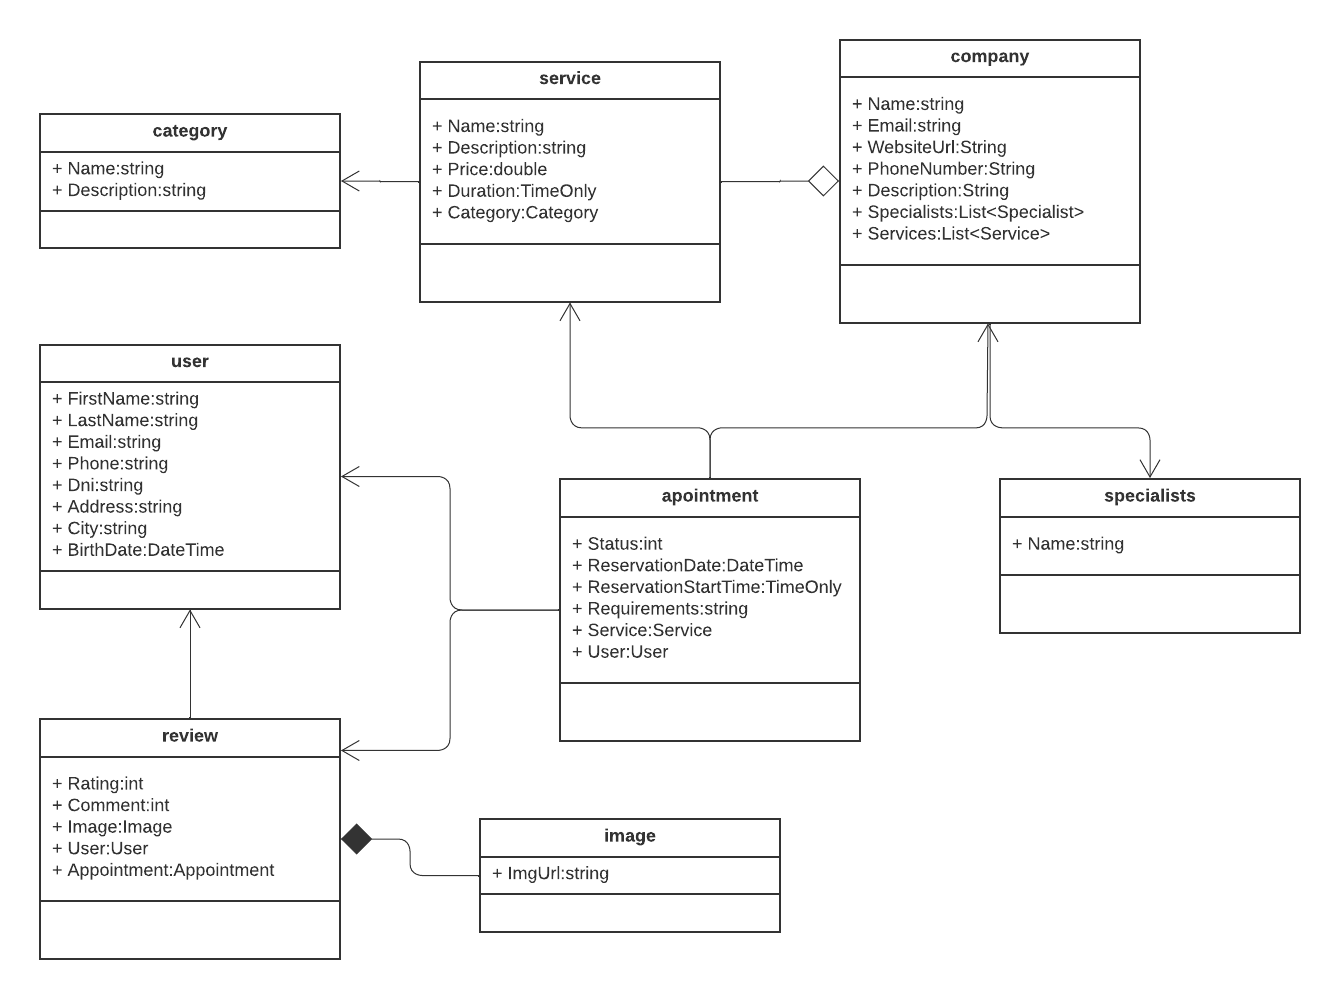 company
+ Name:string
+ Email:string
+ WebsiteUrl:String
+ PhoneNumber:String
+ Description:String
+ Specialists:List<Specialist>
+ Services:List<Service>
service
+ Name:string
+ Description:string
+ Price:double
+ Duration:TimeOnly
+ Category:Category
category
+ Name:string
+ Description:string
user
+ FirstName:string
+ LastName:string
+ Email:string
+ Phone:string
+ Dni:string
+ Address:string
+ City:string
+ BirthDate:DateTime
apointment
+ Status:int
+ ReservationDate:DateTime
+ ReservationStartTime:TimeOnly
+ Requirements:string
+ Service:Service
+ User:User
specialists
+ Name:string
review
+ Rating:int
+ Comment:int
+ Image:Image
+ User:User
+ Appointment:Appointment
image
+ ImgUrl:string